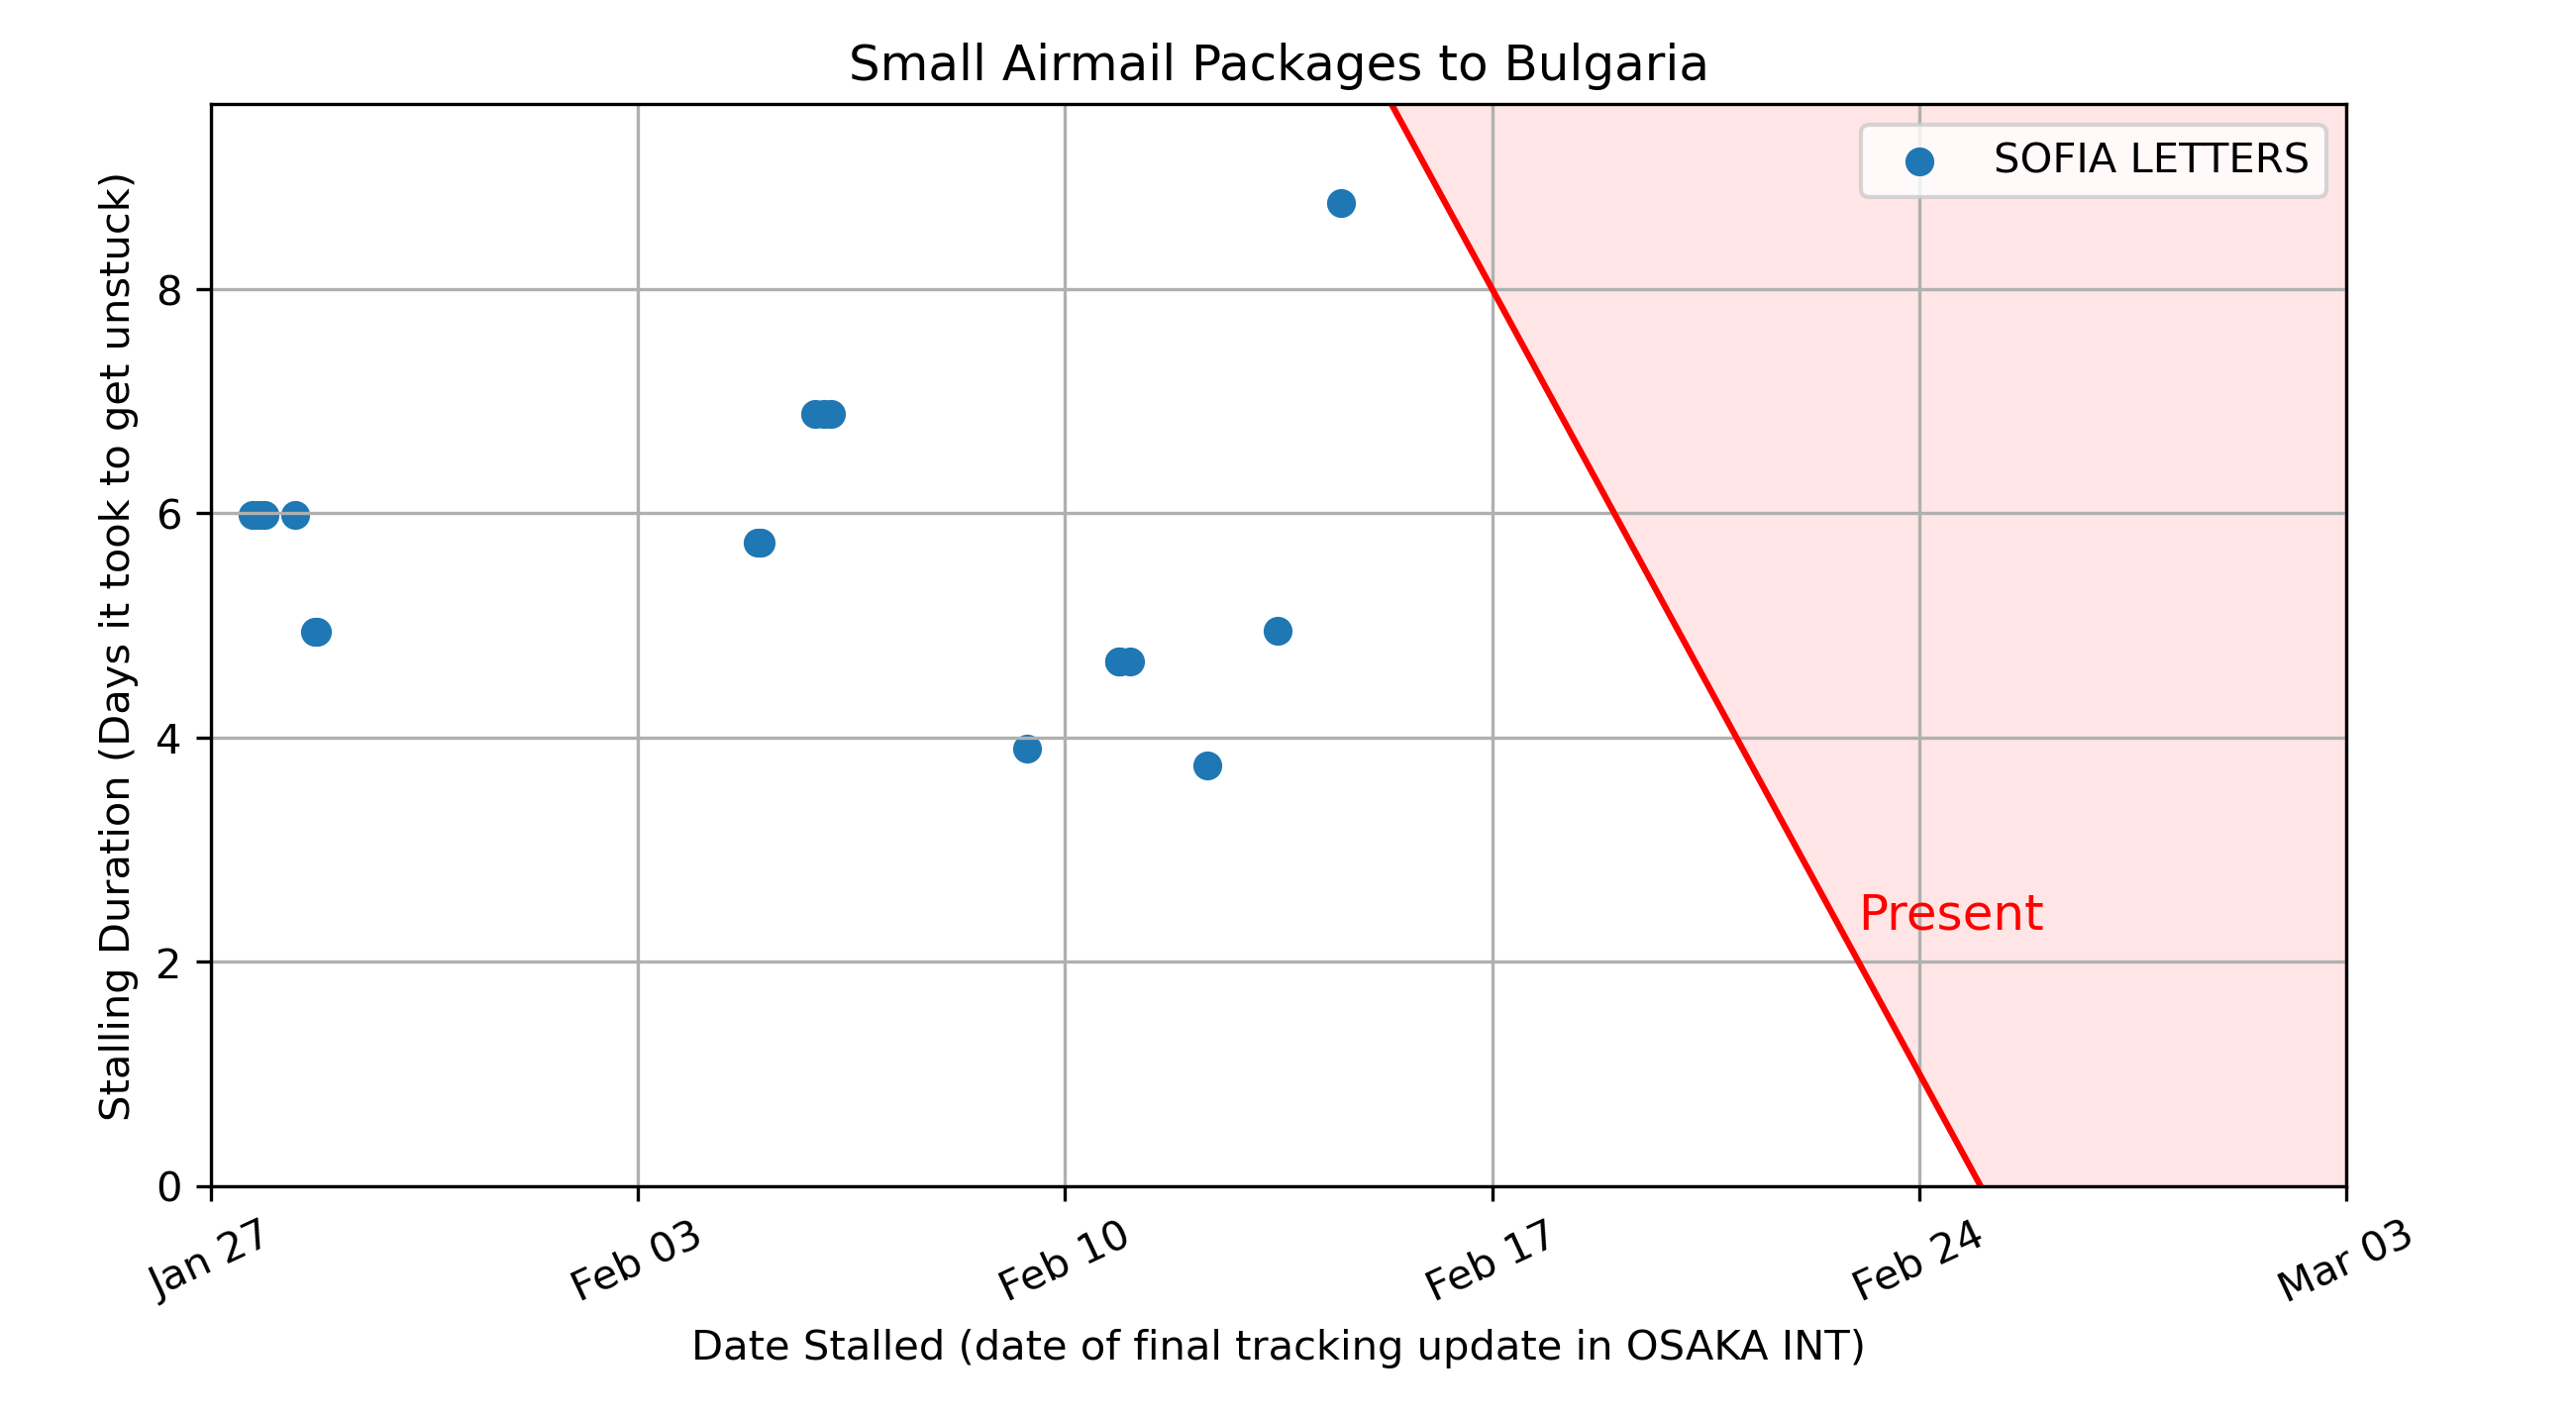 Small Airmail Packages to Bulgaria
SOFIA LETTERS
Stalling Duration (Days it took to get unstuck)
8
6
4
2
0
Present
Jan 27
Feb 03
Feb 10
Feb 17
Feb 24
Mar 03
Date Stalled (date of final tracking update in OSAKA INT)